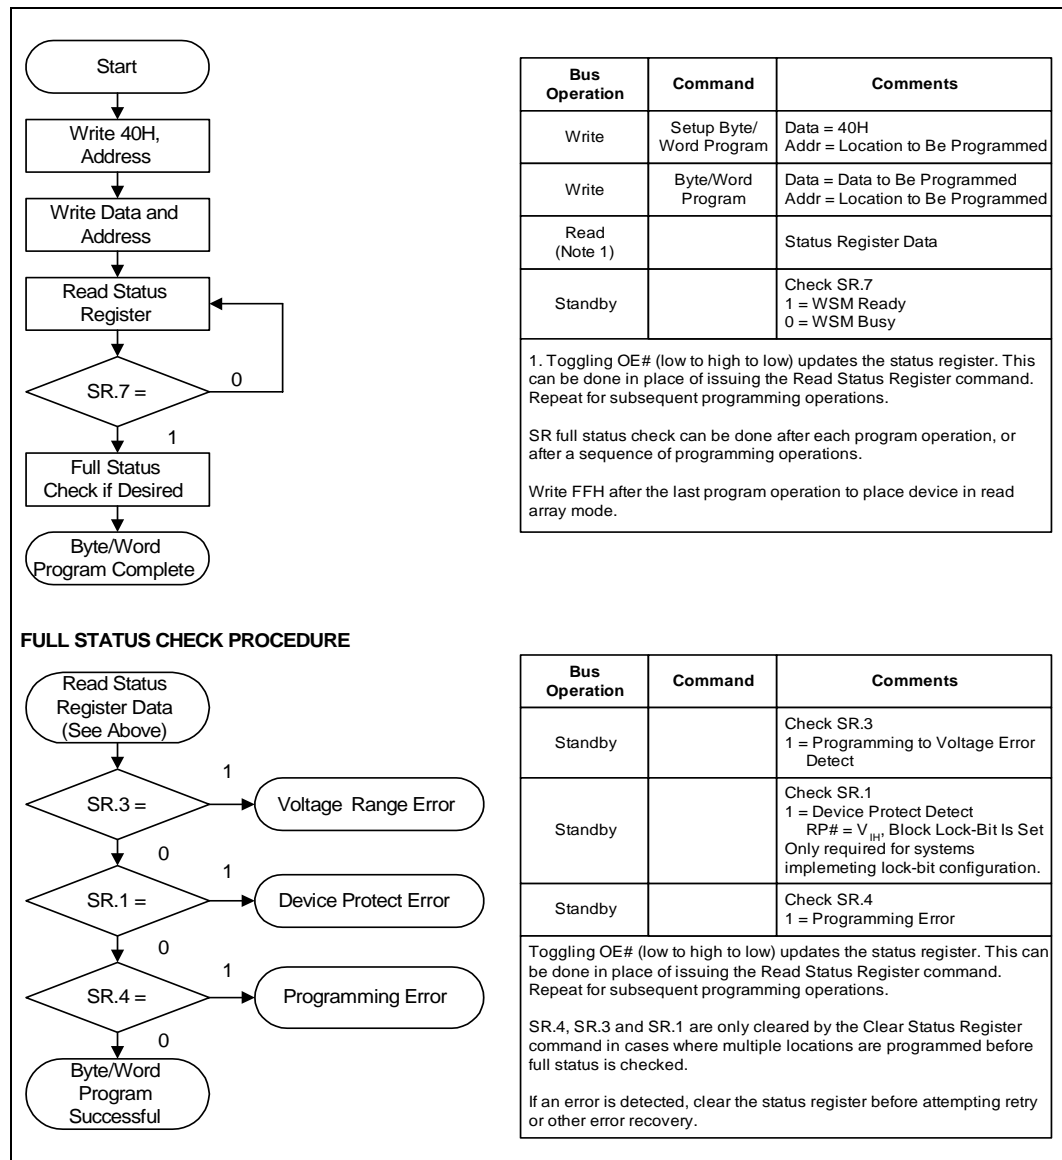 Start
Write 40H,
Address
Write Data and
Address
Read Status
Register
SR.7 =
0
1
Full Status
Check if Desired
Byte/Word
Program Complete
Bus
Operation
Command
Comments
Write
Setup Byte/
Word Program
Data = 40H
Addr = Location to Be Programmed
Write
Byte/Word
Program
Data = Data to Be Programmed
Addr = Location to Be Programmed
Read
(Note 1)
Status Register Data
Standby
Check SR.7
1 = WSM Ready
0 = WSM Busy
1. Toggling OE# (low to high to low) updates the status register. This
can be done in place of issuing the Read Status Register command.
Repeat for subsequent programming operations.
SR full status check can be done after each program operation, or
after a sequence of programming operations.
Write FFH after the last program operation to place device in read
array mode.
FULL STATUS CHECK PROCEDURE
Read Status
Register Data
(See Above)
SR.3 =
1
Voltage Range Error
0
SR.1 =
1
Device Protect Error
0
SR.4 =
1
Programming Error
0
Byte/Word
Program
Successful
Bus
Operation
Command
Comments
Standby
Check SR.3
1 = Programming to Voltage Error
Detect
Standby
Check SR.1
1 = Device Protect Detect
RP# = VIH, Block Lock-Bit Is Set
Only required for systems
implemeting lock-bit configuration.
Standby
Check SR.4
1 = Programming Error
Toggling OE# (low to high to low) updates the status register. This can
be done in place of issuing the Read Status Register command.
Repeat for subsequent programming operations.
SR.4, SR.3 and SR.1 are only cleared by the Clear Status Register
command in cases where multiple locations are programmed before
full status is checked.
If an error is detected, clear the status register before attempting retry
or other error recovery.